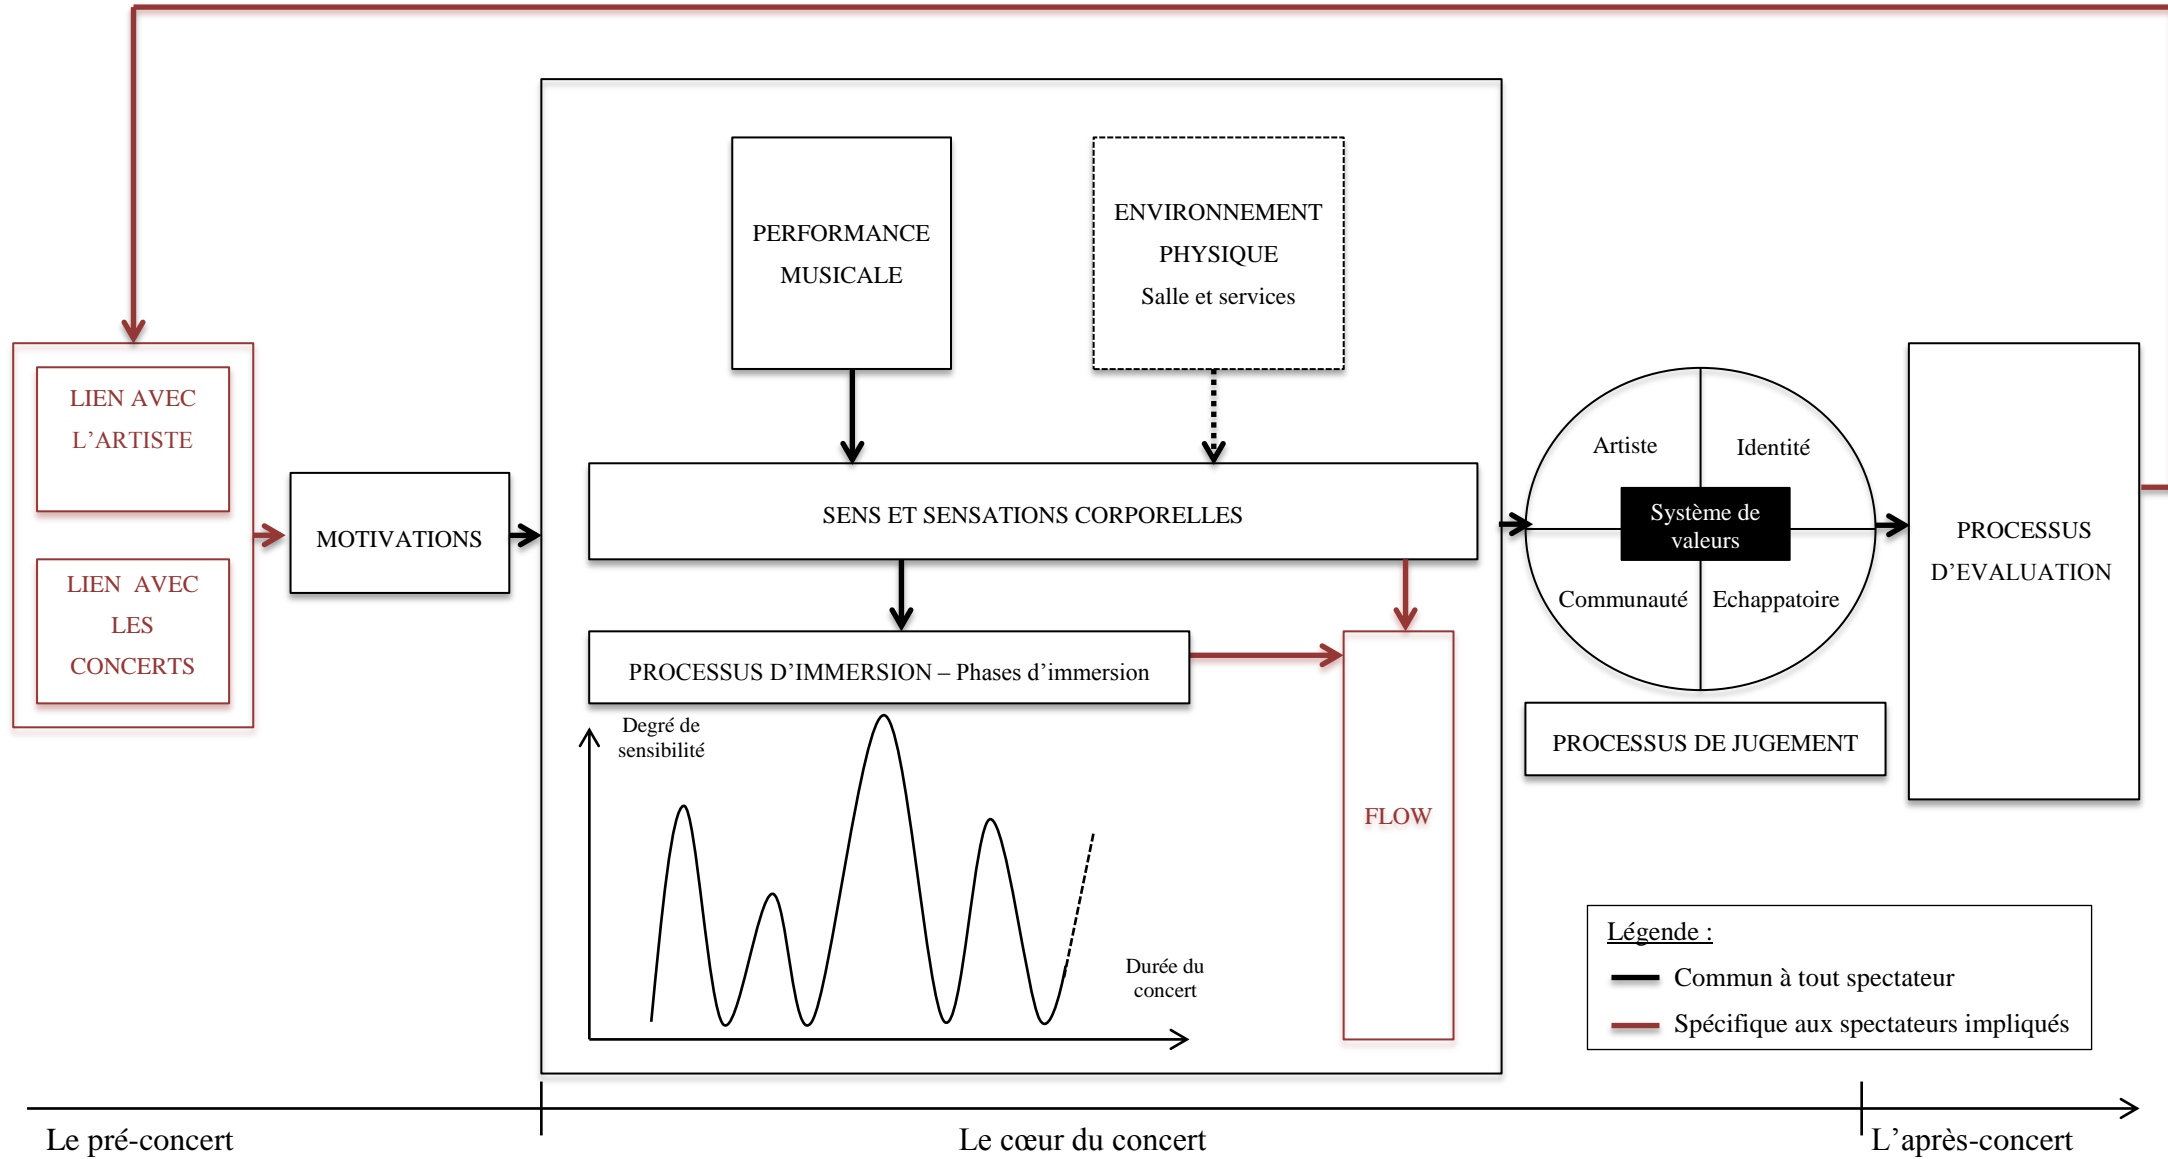 LIEN AVEC
L’ARTISTE
LIEN AVEC
LES
CONCERTS
MOTIVATIONS
PERFORMANCE
MUSICALE
ENVIRONNEMENT
PHYSIQUE
Salle et services
SENS ET SENSATIONS CORPORELLES
PROCESSUS D’IMMERSION – Phases d’immersion
Degré de
sensibilité
Durée du
concert
FLOW
Artiste
Identité
Système de
valeurs
Communauté
Echappatoire
PROCESSUS DE JUGEMENT
PROCESSUS
D’EVALUATION
Légende :
Commun à tout spectateur
Spécifique aux spectateurs impliqués
Le pré-concert
Le cœur du concert
L’après-concert